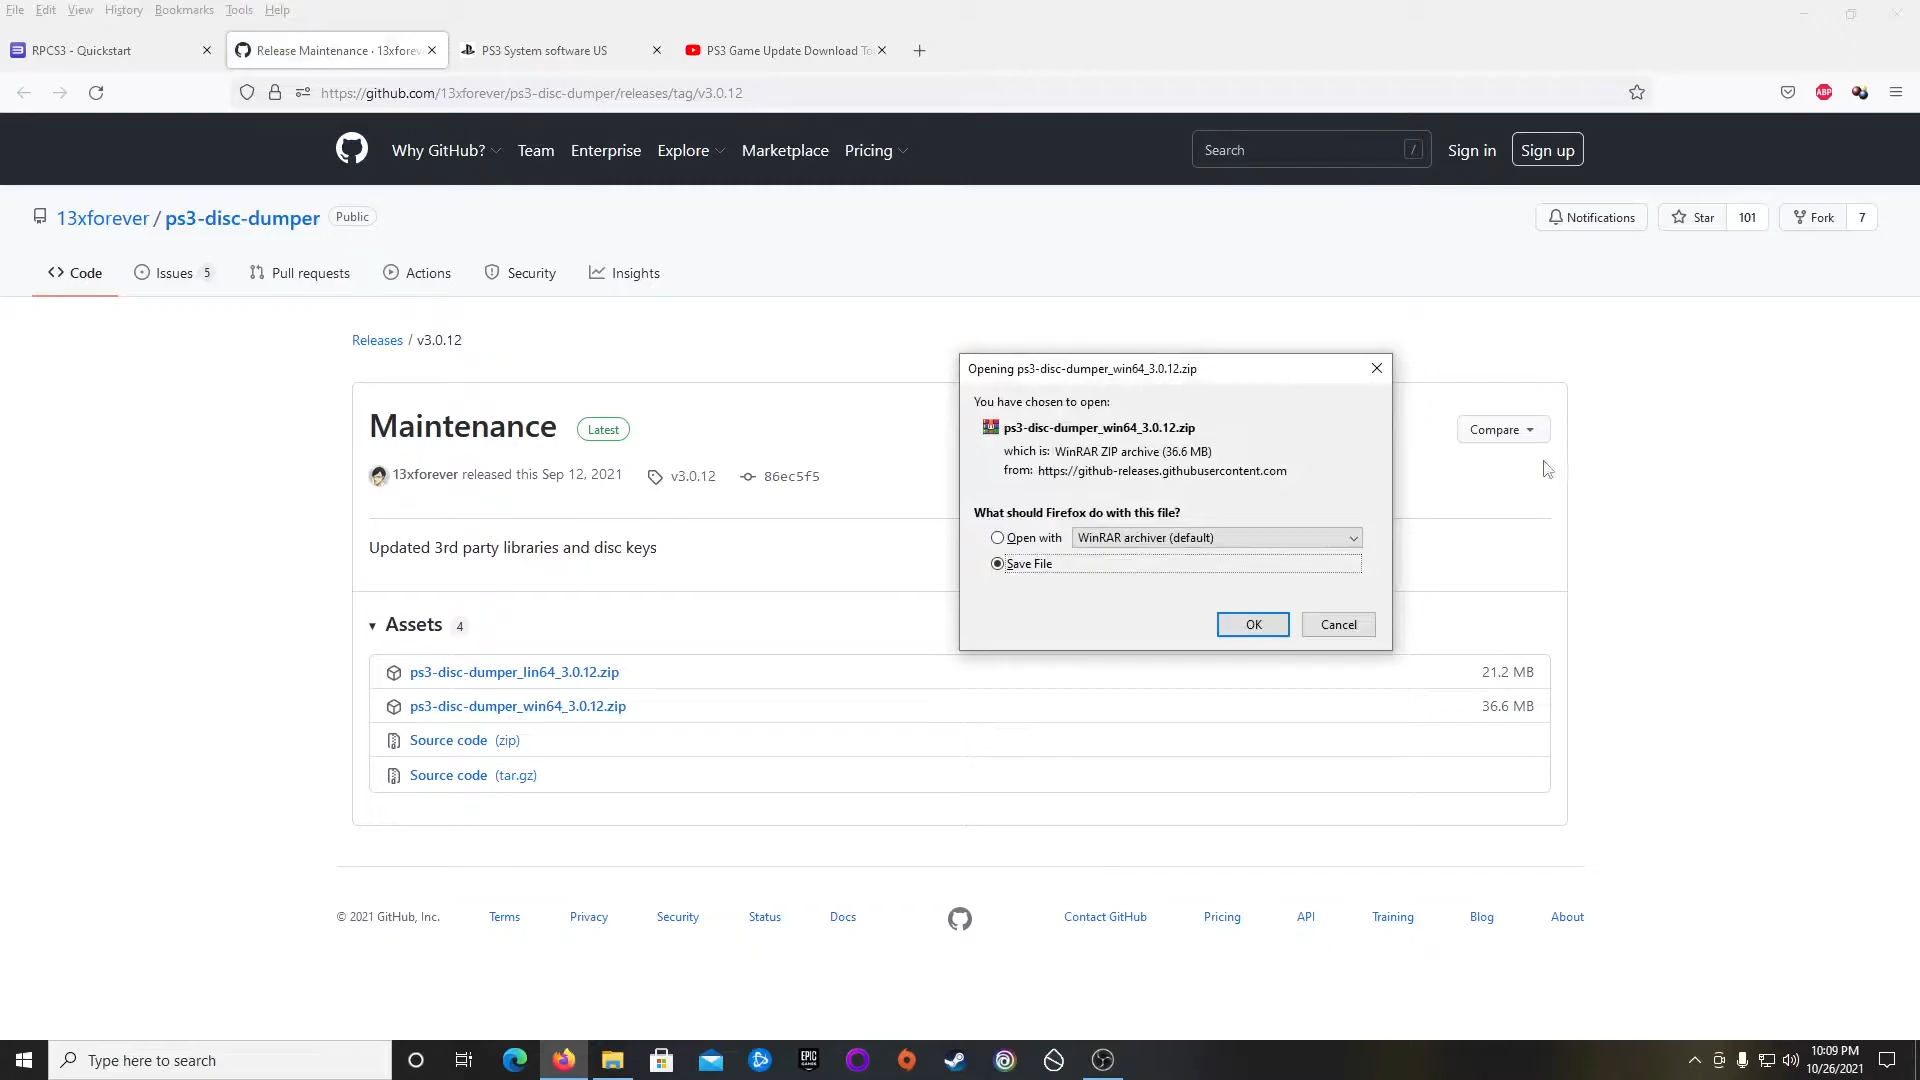 File Edit View History Bookmarks Tools Help
RPCS3 - Quickstart
Release Maintenance · 13xforev
PS3 System software US
PS3 Game Update Download To
https://github.com/13xforever/ps3-disc-dumper/releases/tag/v3.0.12
ABP
Why GitHub? Team Enterprise Explore Marketplace Pricing
Search /
Sign in
Sign up
13xforever / ps3-disc-dumper Public
Notifications
Star 101
Fork 7
Code
Issues 5
Pull requests
Actions
Security
Insights
Releases / v3.0.12
Maintenance Latest
Compare
13xforever released this Sep 12, 2021 v3.0.12 86ec5f5
Updated 3rd party libraries and disc keys
Assets 4
ps3-disc-dumper_lin64_3.0.12.zip 21.2 MB
ps3-disc-dumper_win64_3.0.12.zip 36.6 MB
Source code (zip)
Source code (tar.gz)
Opening ps3-disc-dumper_win64_3.0.12.zip
You have chosen to open:
ps3-disc-dumper_win64_3.0.12.zip
which is: WinRAR ZIP archive (36.6 MB)
from: https://github-releases.githubusercontent.com
What should Firefox do with this file?
Open with WinRAR archiver (default)
Save File
OK Cancel
© 2021 GitHub, Inc. Terms Privacy Security Status Docs Contact GitHub Pricing API Training Blog About
Type here to search
EPIC GAMES
10:09 PM
10/26/2021